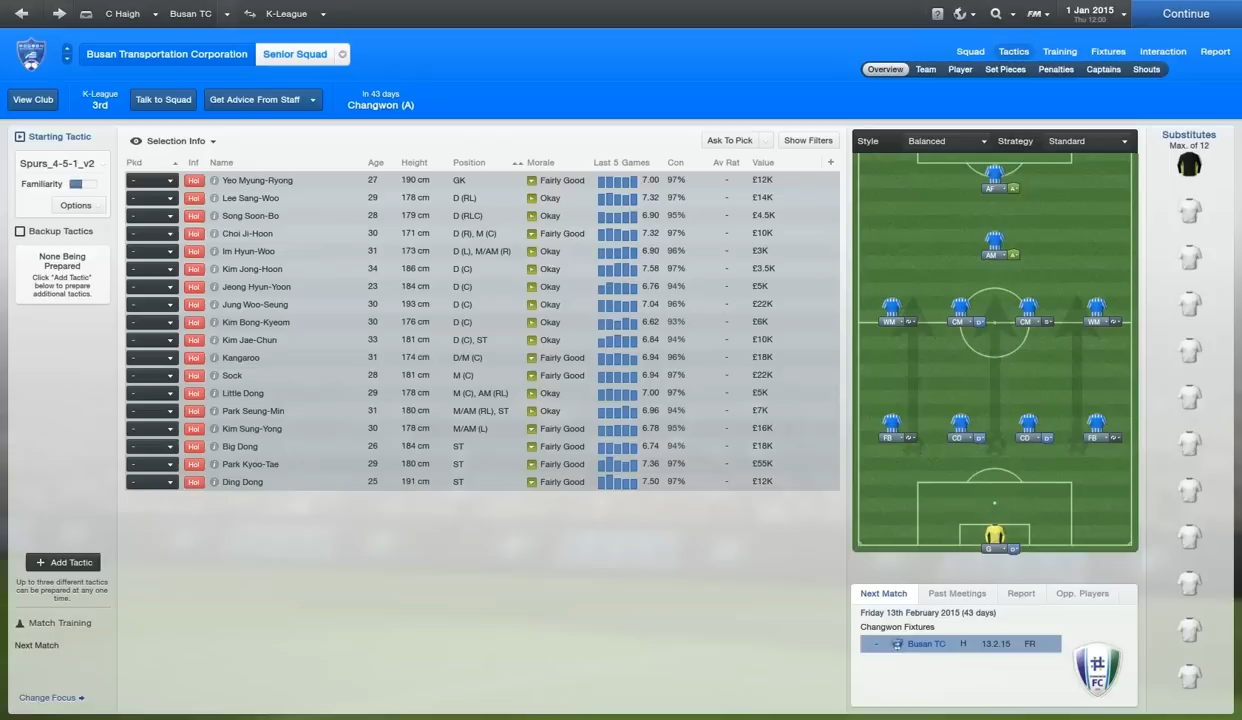 C Haigh Busan TC K-League ? FM 1 Jan 2015 Continue
Thu 12:00
Busan Transportation Corporation Senior Squad
Squad Tactics Training Fixtures Interaction Report
Overview Team Player Set Pieces Penalties Captains Shouts
View Club K-League 3rd Talk to Squad Get Advice From Staff In 43 days Changwon (A)
Starting Tactic
Spurs_4-5-1_v2
Familiarity
Options
Backup Tactics
None Being
Prepared
Click "Add Tactic"
below to prepare
additional tactics.
+ Add Tactic
Up to three different tactics
can be prepared at any one
time.
Match Training
Next Match
Change Focus
Selection Info Ask To Pick Show Filters
Pkd Inf Name Age Height Position Morale Last 5 Games Con Av Rat Value +
- Hol Yeo Myung-Ryong 27 190 cm GK Fairly Good 7.00 97% - £12K
- Hol Lee Sang-Woo 29 178 cm D (RL) Okay 7.32 97% - £14K
- Hol Song Soon-Bo 28 179 cm D (RLC) Okay 6.90 95% - £4.5K
- Hol Choi Ji-Hoon 30 171 cm D (R), M (C) Fairly Good 7.32 97% - £10K
- Hol Im Hyun-Woo 31 173 cm D (L), M/AM (R) Okay 6.90 96% - £3K
- Hol Kim Jong-Hoon 34 186 cm D (C) Okay 7.58 97% - £3.5K
- Hol Jeong Hyun-Yoon 23 184 cm D (C) Okay 6.76 94% - £5K
- Hol Jung Woo-Seung 30 193 cm D (C) Okay 7.04 96% - £22K
- Hol Kim Bong-Kyeom 30 176 cm D (C) Okay 6.62 93% - £6K
- Hol Kim Jae-Chun 33 181 cm D (C), ST Okay 6.84 94% - £10K
- Hol Kangaroo 31 174 cm D/M (C) Fairly Good 6.94 96% - £18K
- Hol Sock 28 181 cm M (C) Fairly Good 6.94 97% - £22K
- Hol Little Dong 29 178 cm M (C), AM (RL) Okay 7.00 97% - £5K
- Hol Park Seung-Min 31 180 cm M/AM (RL), ST Okay 6.96 94% - £7K
- Hol Kim Sung-Yong 30 178 cm M/AM (L) Fairly Good 6.78 95% - £16K
- Hol Big Dong 26 184 cm ST Fairly Good 6.74 94% - £18K
- Hol Park Kyoo-Tae 29 180 cm ST Fairly Good 7.36 97% - £55K
- Hol Ding Dong 25 191 cm ST Fairly Good 7.50 97% - £12K
Style Balanced Strategy Standard
AF A
AM A
WM CM D CM S WM
FB CD D CD D FB
G D
Next Match Past Meetings Report Opp. Players
Friday 13th February 2015 (43 days)
Changwon Fixtures
- Busan TC H 13.2.15 FR
FC
Substitutes
Max. of 12